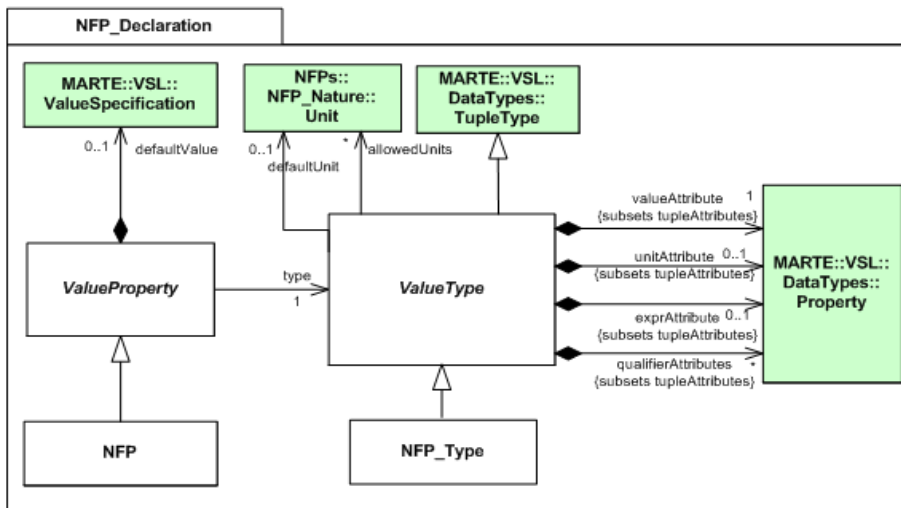 NFP_Declaration
MARTE::VSL::
ValueSpecification
NFPs::
NFP_Nature::
Unit
MARTE::VSL::
DataTypes::
TupleType
0..1
defaultValue
0..1
defaultUnit
*
allowedUnits
valueAttribute
1
{subsets tupleAttributes}
unitAttribute
0..1
{subsets tupleAttributes}
exprAttribute
0..1
{subsets tupleAttributes}
qualifierAttributes
*
{subsets tupleAttributes}
MARTE::VSL::
DataTypes::
Property
ValueProperty
type
1
ValueType
NFP
NFP_Type